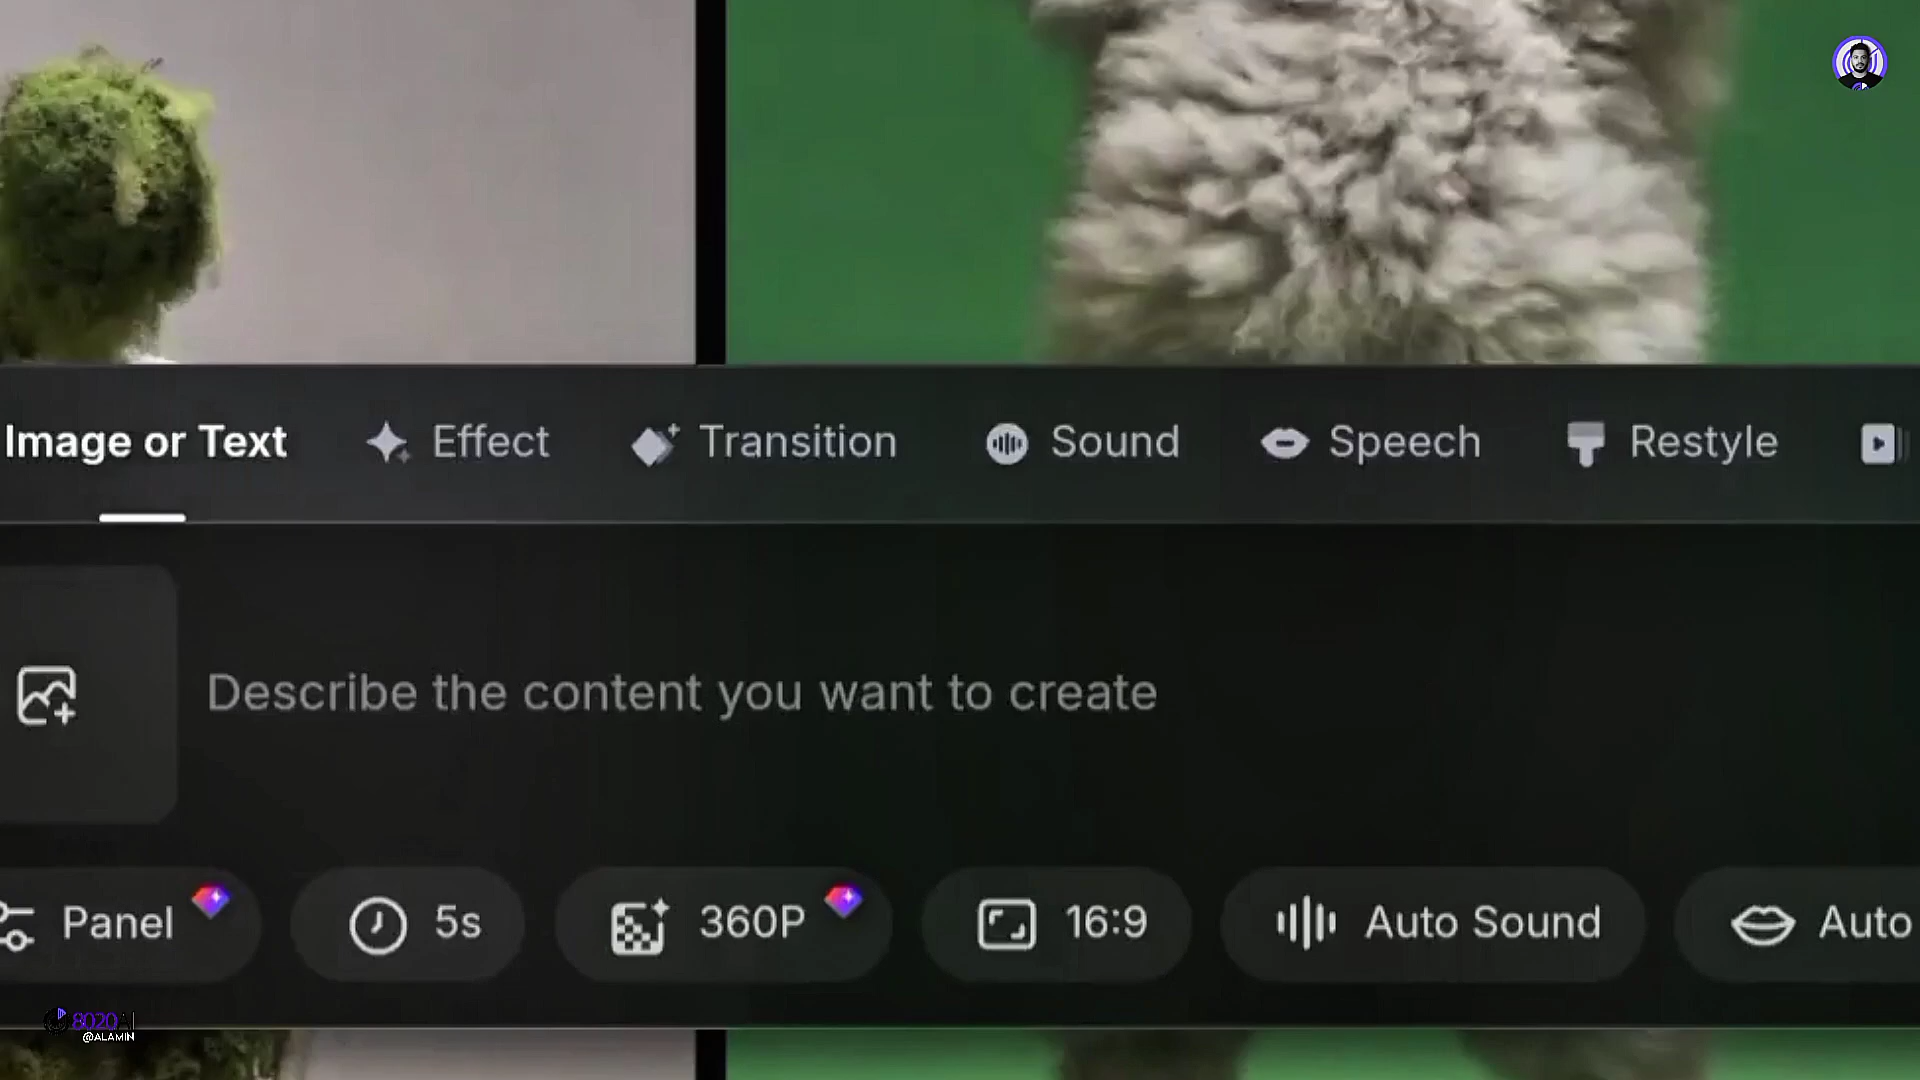 Image or Text Effect Transition Sound Speech Restyle
Describe the content you want to create
Panel 5s 360P 16:9 Auto Sound Auto
8020AI
@ALAMIN